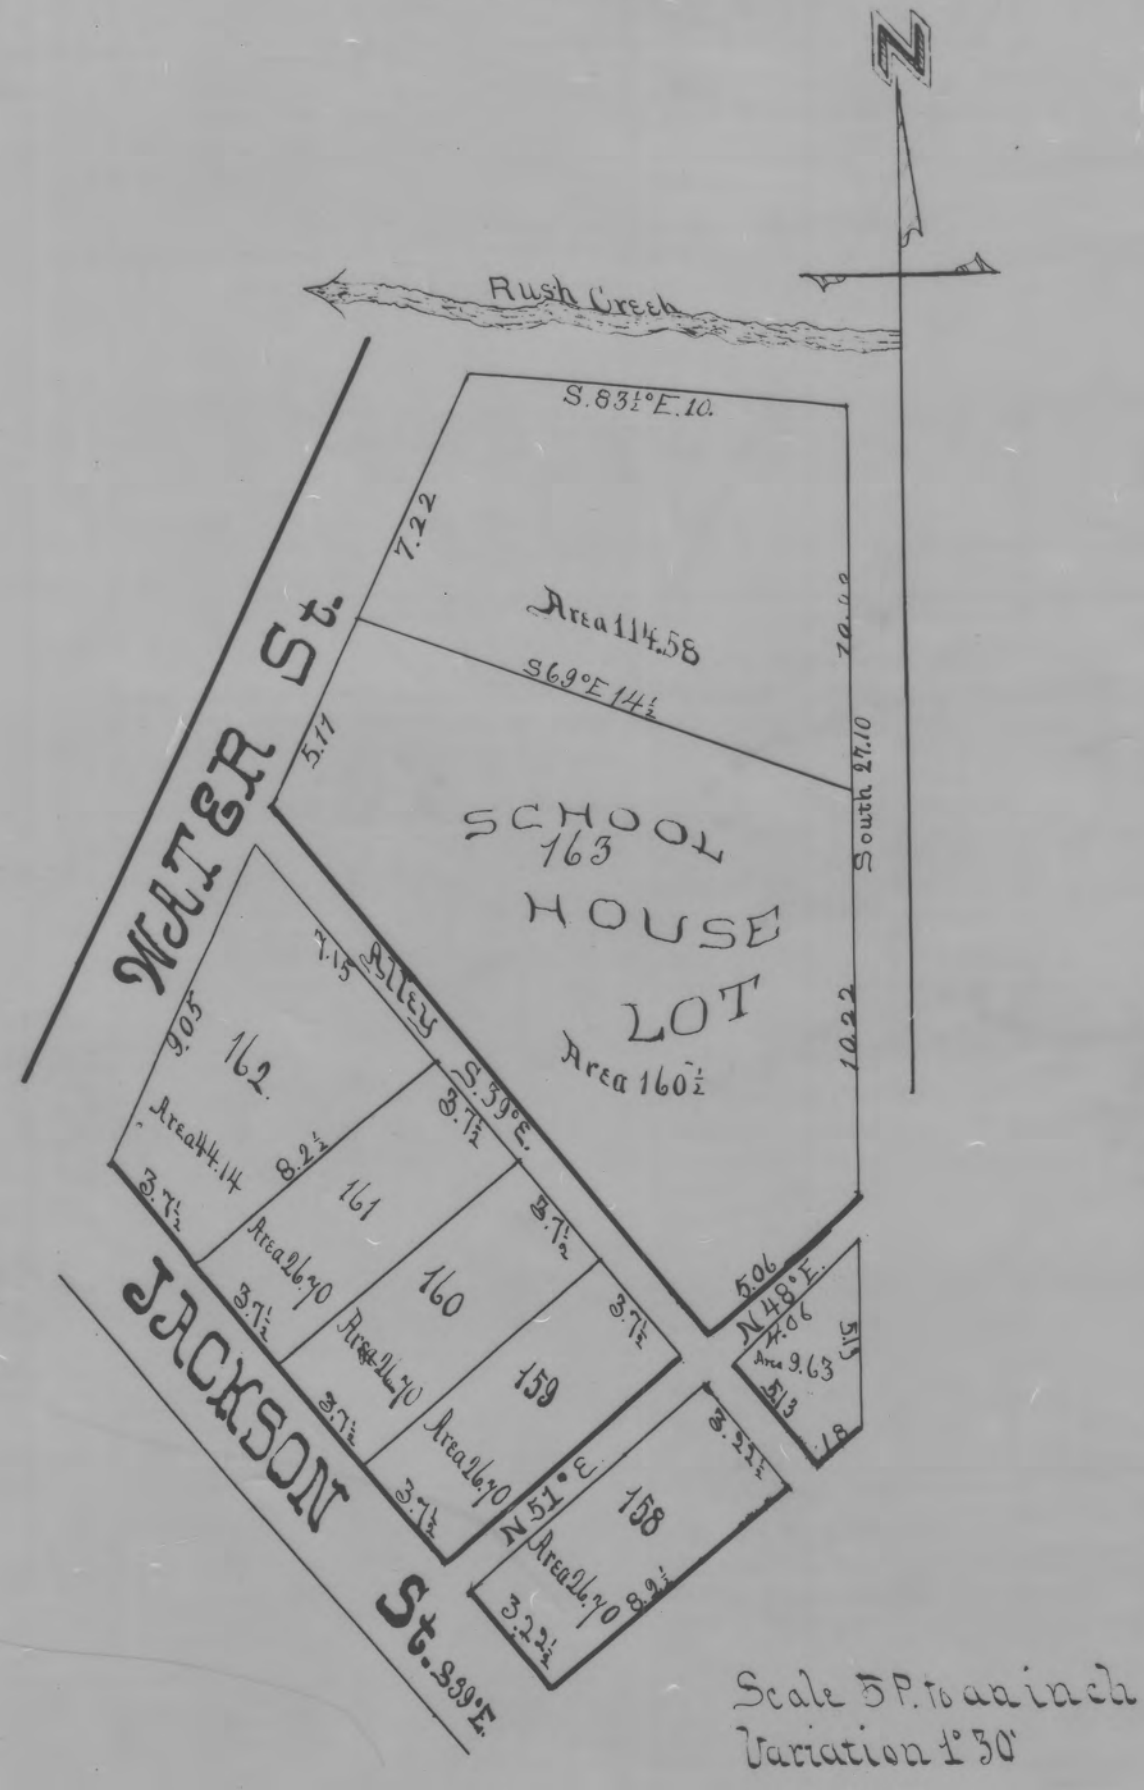 N
Rush Creek
S. 83½° E. 10.
7.22
Area 114.58
S 69° E 14½
South 27.10
5.11
WATER St.
SCHOOL
163
HOUSE
LOT
Area 160½
10.22
Alley S. 39° E.
7.15
9.05
162.
Area 44.14
8.2½
3.7½
3.7½
161
Area 26.70
3.7½
3.7½
160
Area 26.70
3.7½
3.7½
159
Area 26.70
3.7½
5.06
N 48° E.
4.06
5.13
Area 9.63
5.13
1.8
N 51° E
3.22½
158
Area 26.70
8.2½
3.22½
JACKSON St. S 39° E.
Scale 5 P. to an inch
Variation 1° 30'